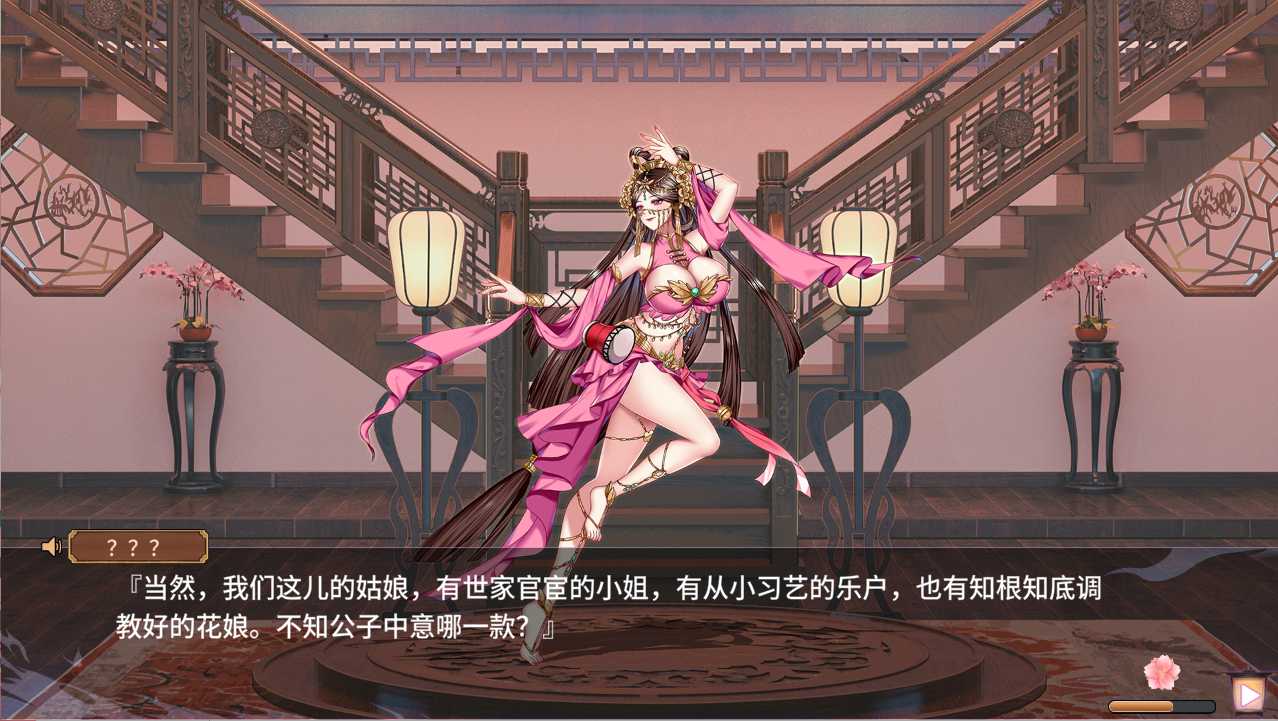 ？？？
『当然，我们这儿的姑娘，有世家官宦的小姐，有从小习艺的乐户，也有知根知底调
教好的花娘。不知公子中意哪一款？』